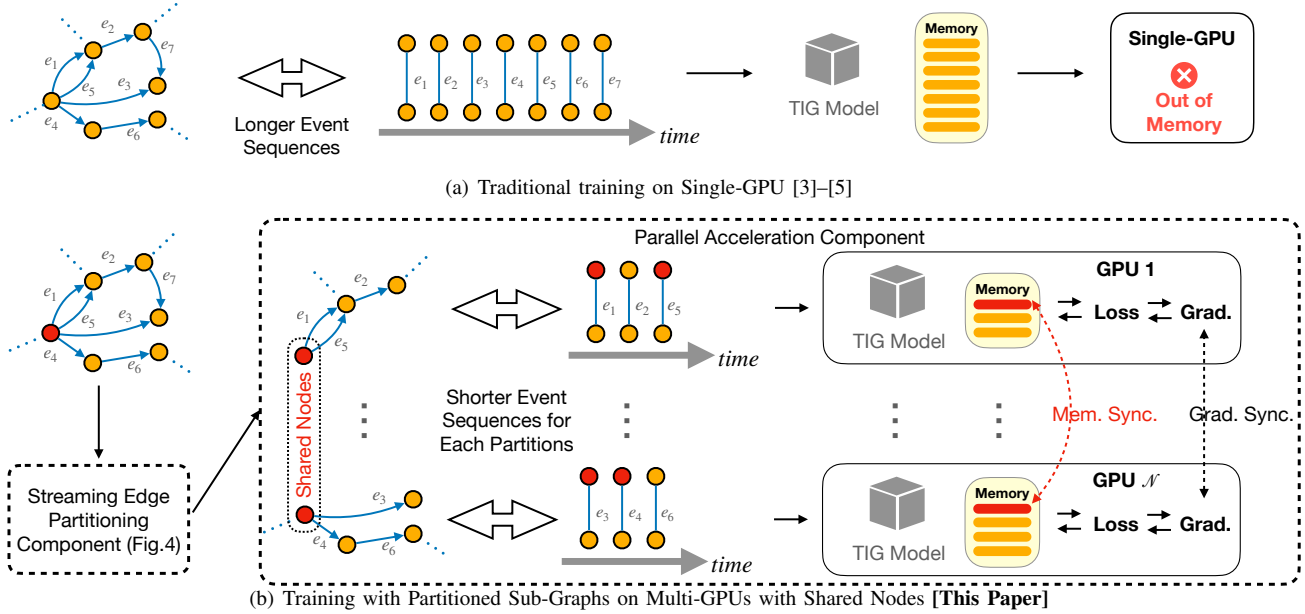 e1
e2
e7
e5
e3
e4
e6
Longer Event
Sequences
e1
e2
e3
e4
e5
e6
e7
time
TIG Model
Memory
Single-GPU
Out of
Memory
(a) Traditional training on Single-GPU [3]–[5]
e1
e2
e7
e5
e3
e4
e6
Streaming Edge
Partitioning
Component (Fig.4)
Parallel Acceleration Component
e1
e2
e5
Shared Nodes
e3
e4
e6
Shorter Event
Sequences for
Each Partitions
e1
e2
e5
time
e3
e4
e6
time
GPU 1
TIG Model
Memory
Loss
Grad.
Mem. Sync.
Grad. Sync.
GPU 𝒩
TIG Model
Memory
Loss
Grad.
(b) Training with Partitioned Sub-Graphs on Multi-GPUs with Shared Nodes [This Paper]